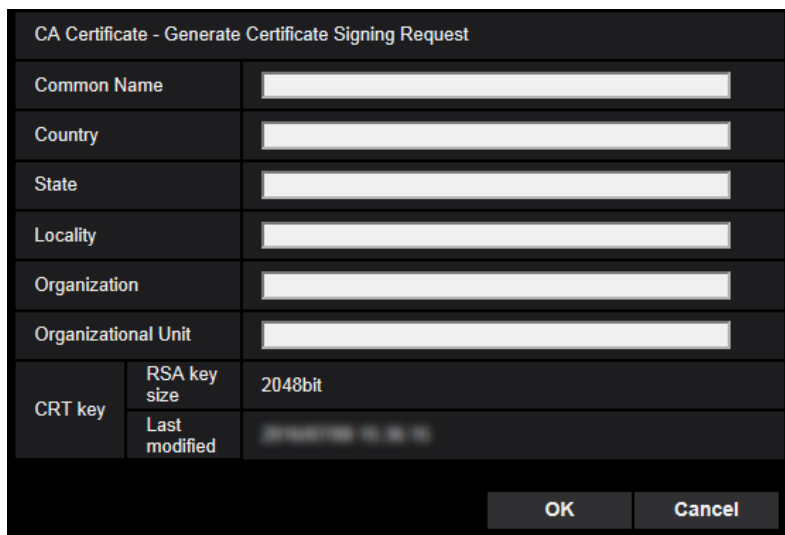 CA Certificate - Generate Certificate Signing Request
Common Name
Country
State
Locality
Organization
Organizational Unit
CRT key
RSA key
size
2048bit
Last
modified
OK
Cancel